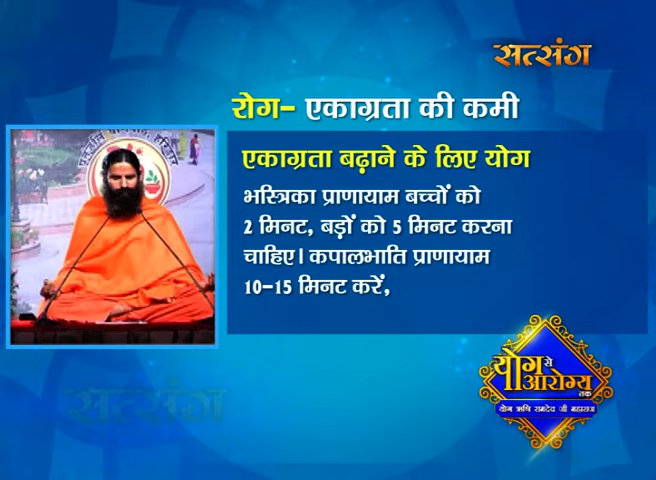 सत्संग
रोग- एकाग्रता की कमी
एकाग्रता बढ़ाने के लिए योग
भस्त्रिका प्राणायाम बच्चों को
2 मिनट, बड़ों को 5 मिनट करना
चाहिए। कपालभाति प्राणायाम
10-15 मिनट करें,
योग से
आरोग्य
तक
योग ऋषि रामदेव जी महाराज
सत्संग